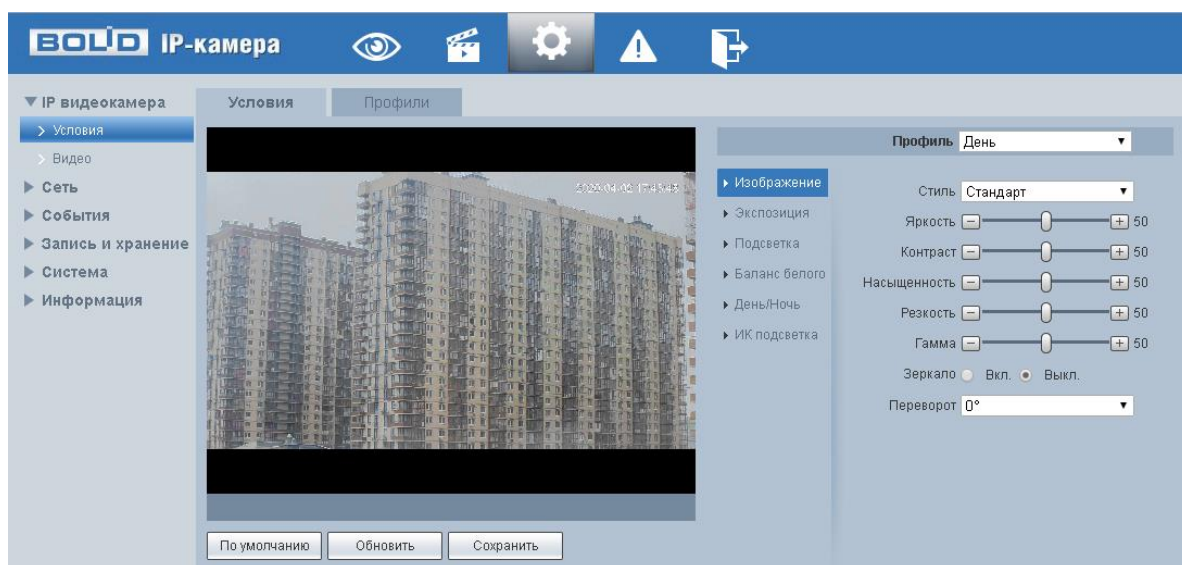 BOLID IP-камера
IP видеокамера
Условия
Видео
Сеть
События
Запись и хранение
Система
Информация
Условия
Профили
По умолчанию
Обновить
Сохранить
Изображение
Экспозиция
Подсветка
Баланс белого
День/Ночь
ИК подсветка
Профиль День
Стиль Стандарт
Яркость 50
Контраст 50
Насыщенность 50
Резкость 50
Гамма 50
Зеркало Вкл. Выкл.
Переворот 0°